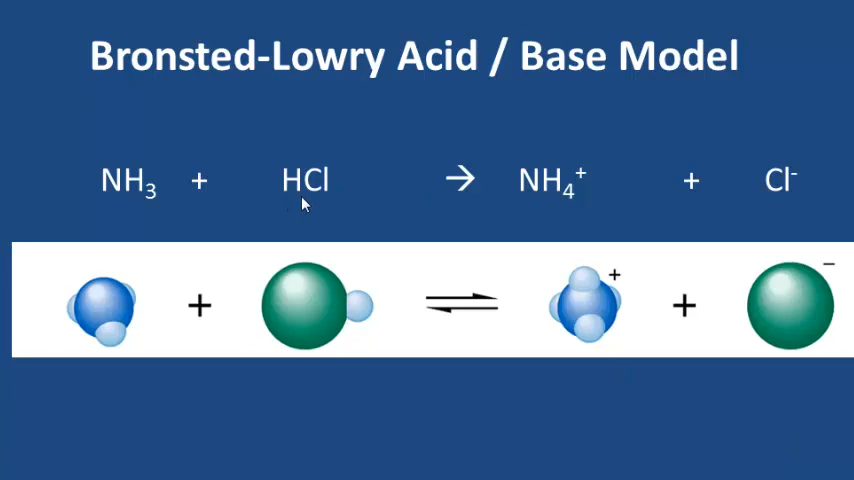 Bronsted-Lowry Acid / Base Model
NH₃ + HCl → NH₄⁺ + Cl⁻
+ ⇌ + + −